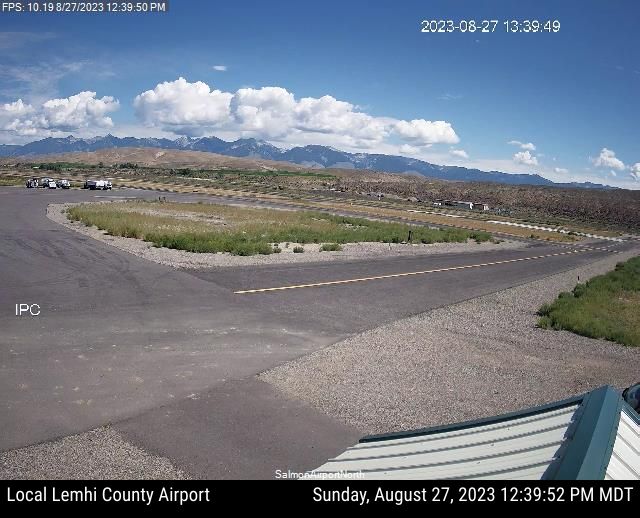 FPS: 10.19 8/27/2023 12:39:50 PM
2023-08-27 13:39:49
IPC
SalmonAirportNorth
Local Lemhi County Airport Sunday, August 27, 2023 12:39:52 PM MDT